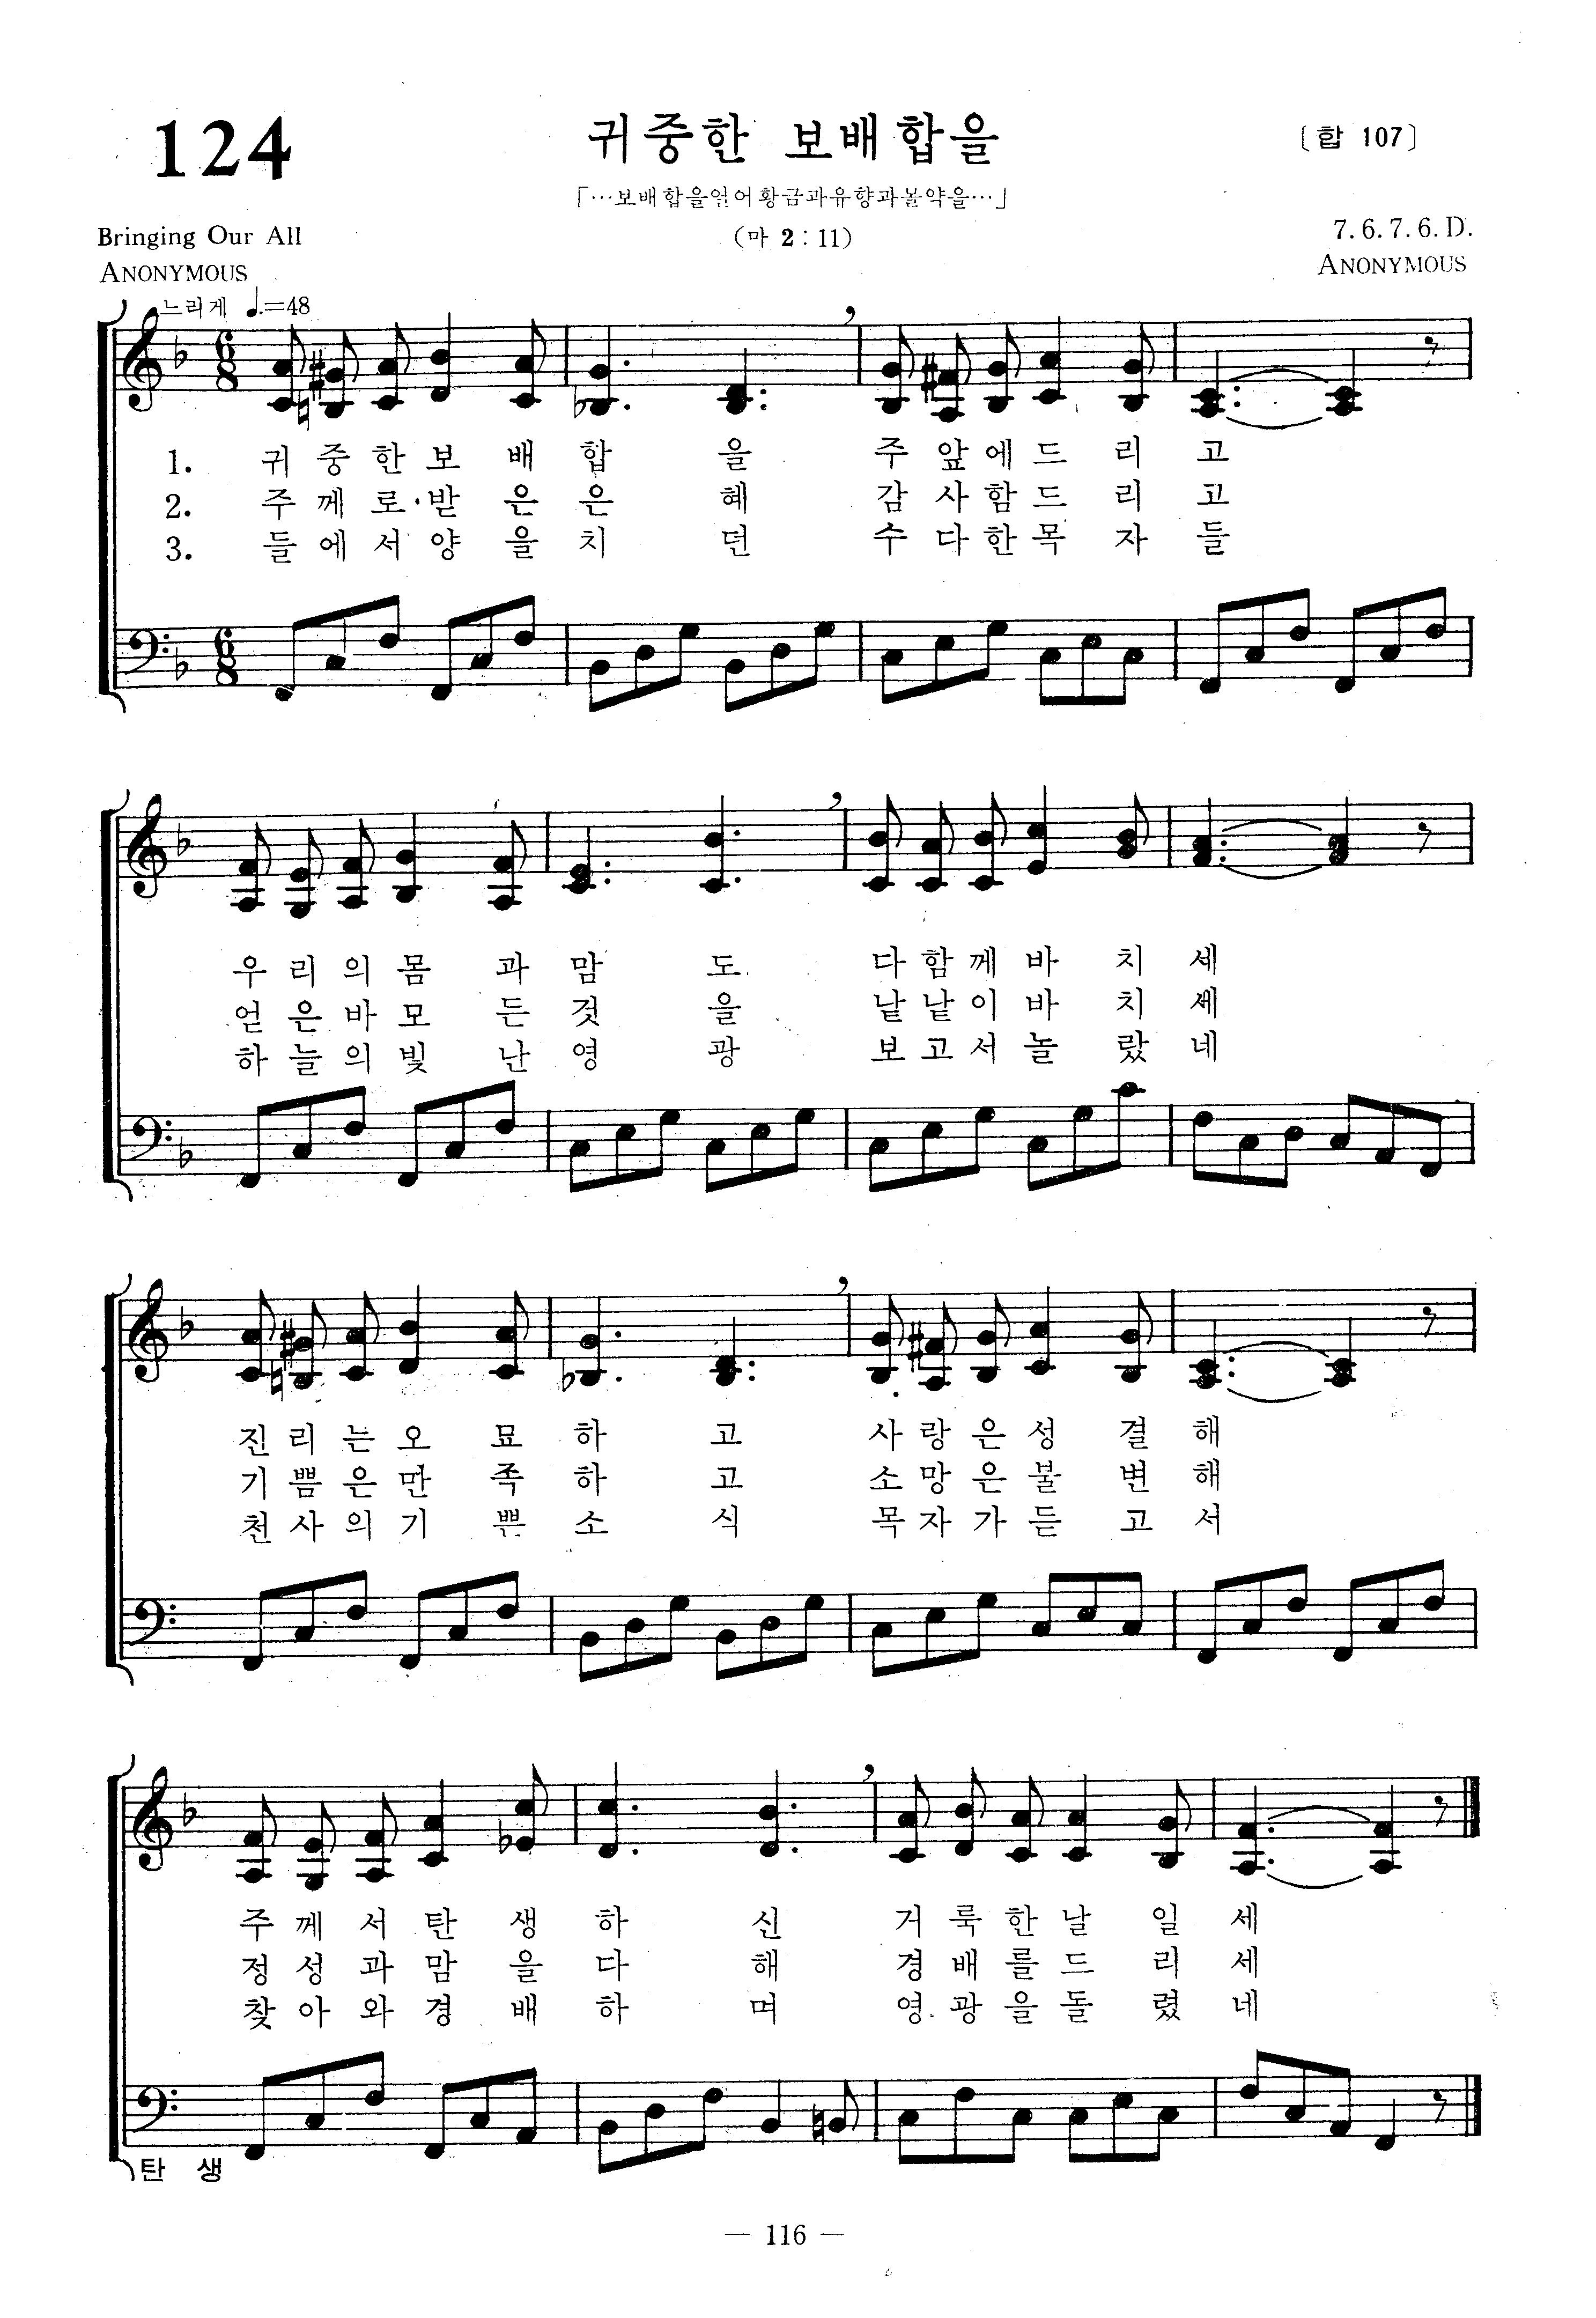 124
귀중한 보배합을
〔합 107〕
「…보배합을열어황금과유향과몰약을…」
Bringing Our All
(마 2 : 11)
7. 6. 7. 6. D.
ANONYMOUS
ANONYMOUS
느리게 ♩.=48
1. 귀 중 한 보 배 합 을 주 앞 에 드 리 고
2. 주 께 로 받 은 은 혜 감 사 함 드 리 고
3. 들 에 서 양 을 치 던 수 다 한 목 자 들
우 리 의 몸 과 맘 도 다 함 께 바 치 세
얻 은 바 모 든 것 을 낱 낱 이 바 치 세
하 늘 의 빛 난 영 광 보 고 서 놀 랐 네
진 리 는 오 묘 하 고 사 랑 은 성 결 해
기 쁨 은 만 족 하 고 소 망 은 불 변 해
천 사 의 기 쁜 소 식 목 자 가 듣 고 서
주 께 서 탄 생 하 신 거 룩 한 날 일 세
정 성 과 맘 을 다 해 경 배 를 드 리 세
찾 아 와 경 배 하 며 영 광 을 돌 렸 네
탄 생
— 116 —